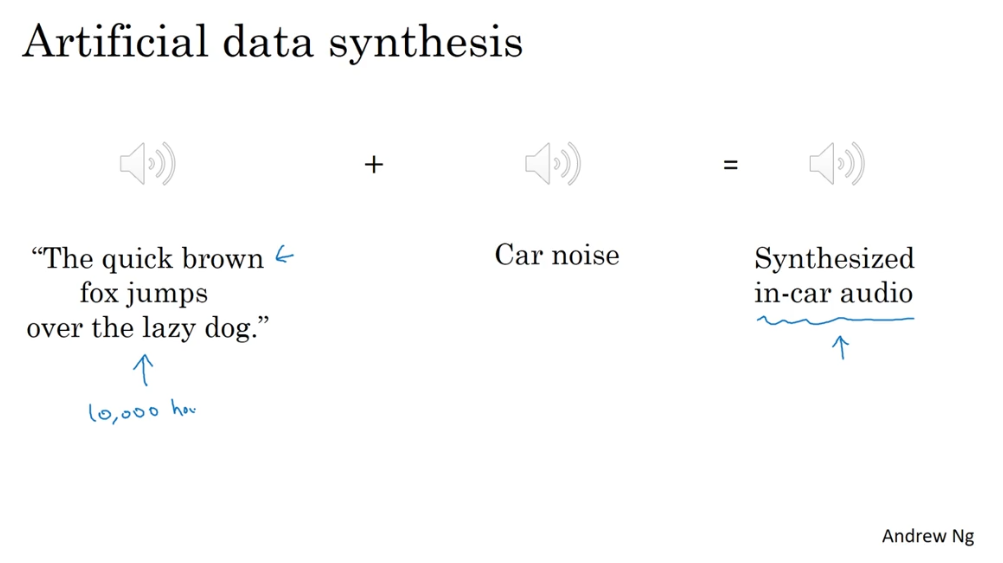 Artificial data synthesis
+
=
“The quick brown
fox jumps
over the lazy dog.”
Car noise
Synthesized
in-car audio
10,000 hou
Andrew Ng